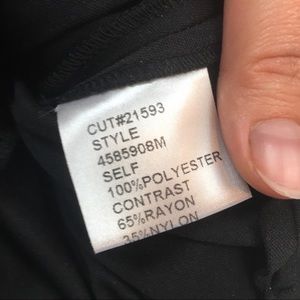 CUT#21593
STYLE
4585908M
SELF
100%POLYESTER
CONTRAST
65%RAYON
35%NYLON